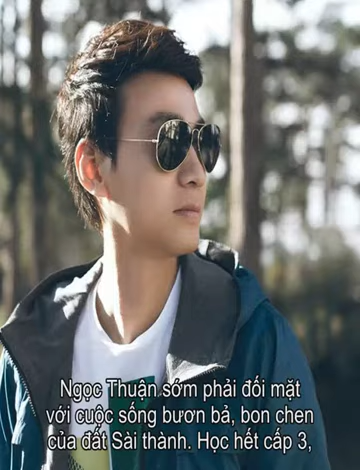 Ngọc Thuận sớm phải đối mặt
với cuộc sống bươn bả, bon chen
của đất Sài thành. Học hết cấp 3,